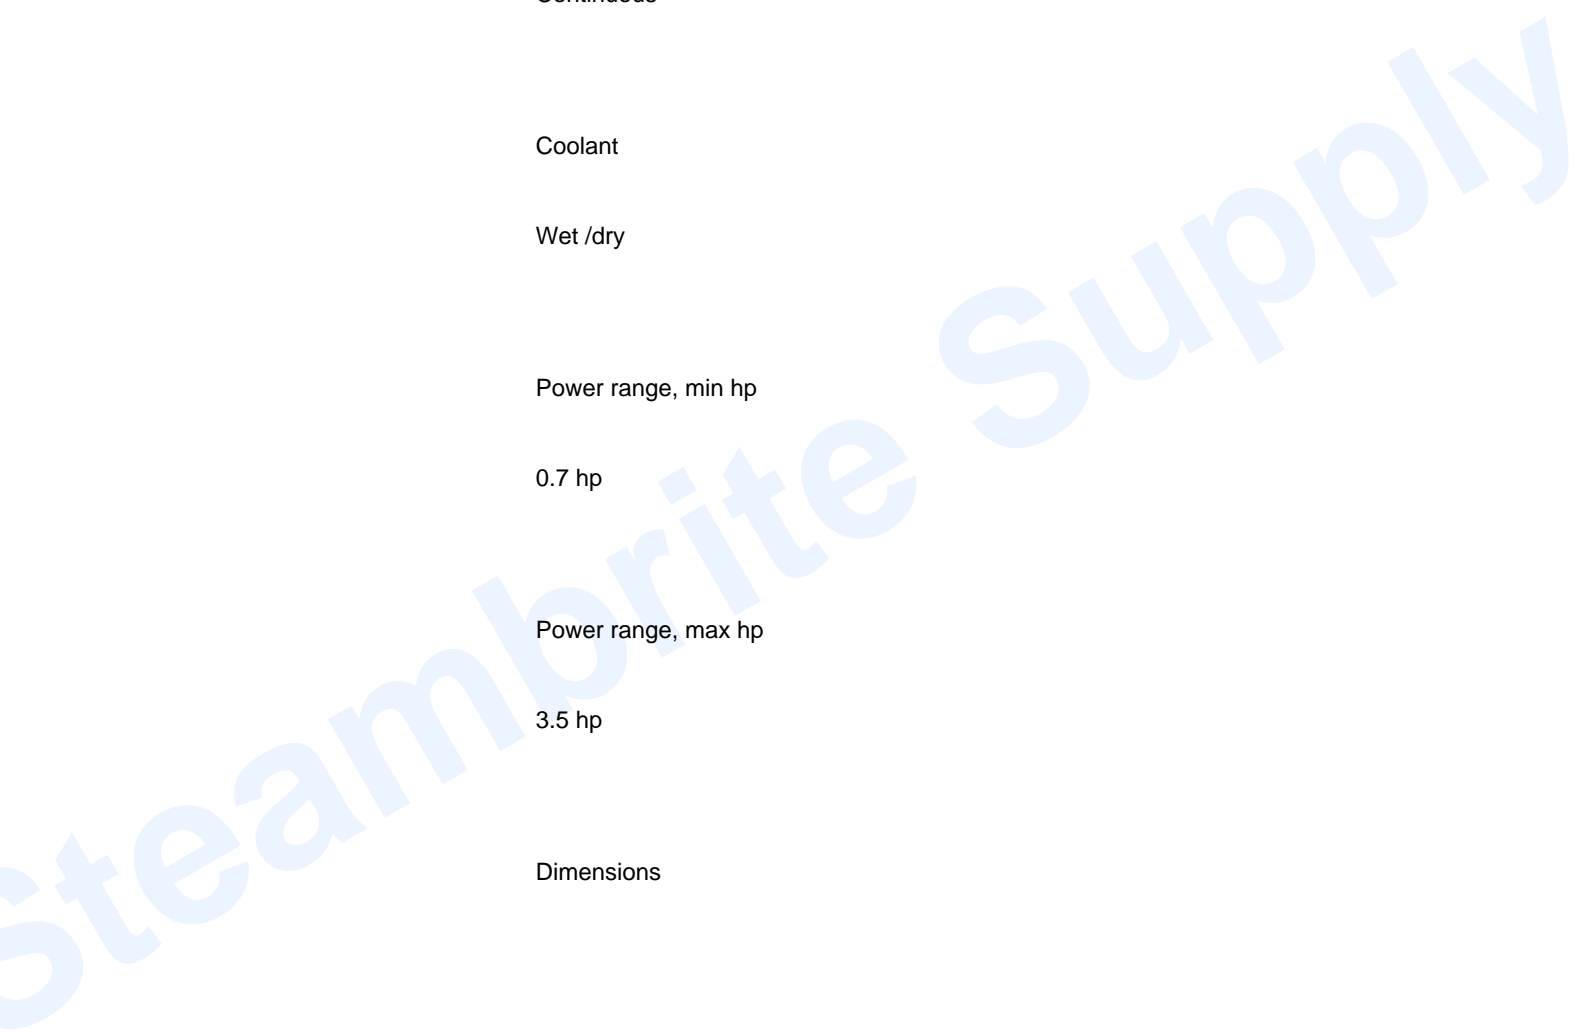 Continuous
Coolant
Wet /dry
Power range, min hp
0.7 hp
Power range, max hp
3.5 hp
Dimensions
Steambrite Supply